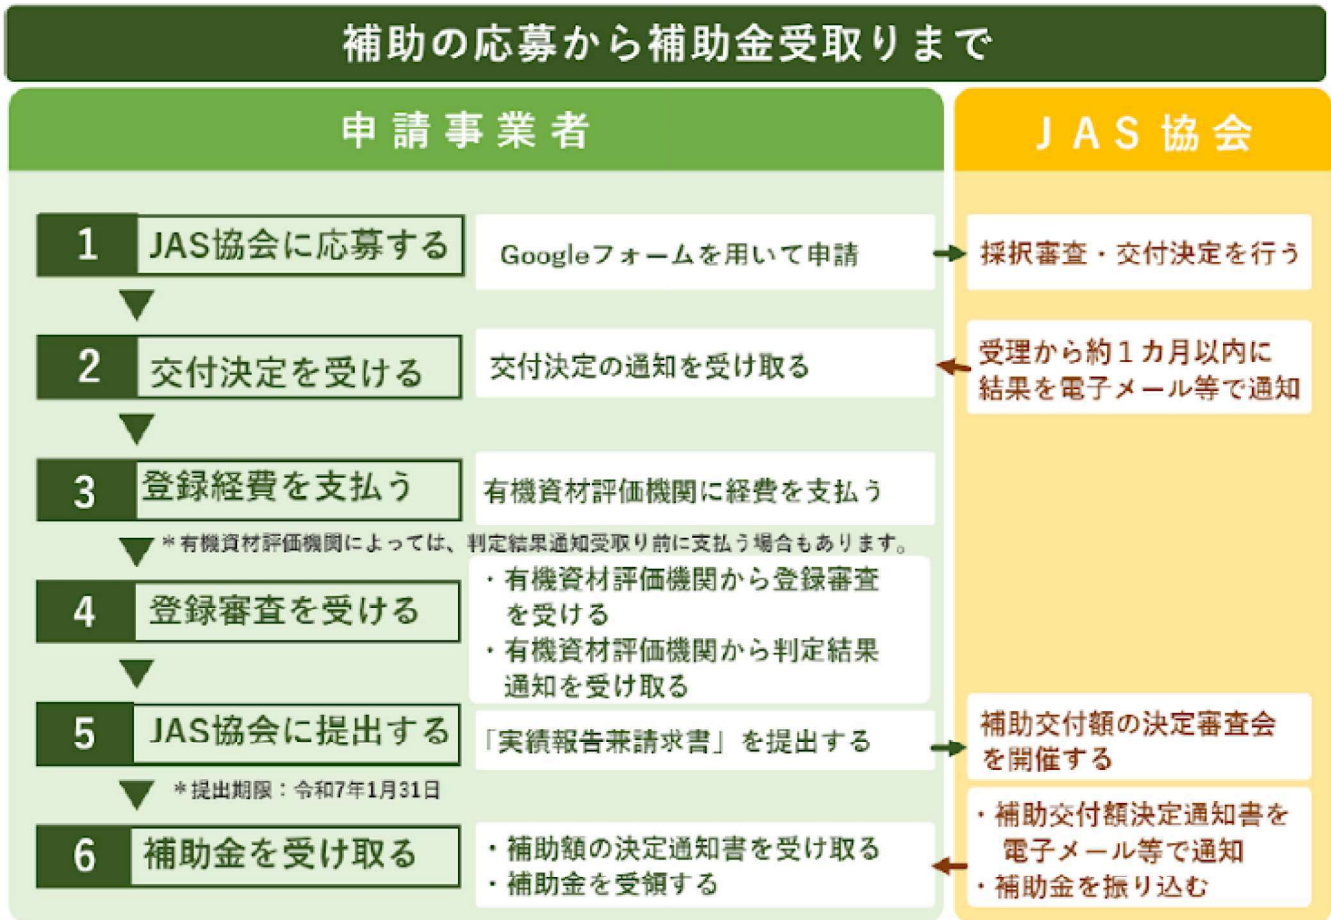 補助の応募から補助金受取りまで
申請事業者
JAS協会
1
JAS協会に応募する
Googleフォームを用いて申請
採択審査・交付決定を行う
2
交付決定を受ける
交付決定の通知を受け取る
受理から約1カ月以内に
結果を電子メール等で通知
3
登録経費を支払う
有機資材評価機関に経費を支払う
＊有機資材評価機関によっては、判定結果通知受取り前に支払う場合もあります。
4
登録審査を受ける
・有機資材評価機関から登録審査
を受ける
・有機資材評価機関から判定結果
通知を受け取る
5
JAS協会に提出する
「実績報告兼請求書」を提出する
補助交付額の決定審査会
を開催する
＊提出期限：令和7年1月31日
6
補助金を受け取る
・補助額の決定通知書を受け取る
・補助金を受領する
・補助交付額決定通知書を
電子メール等で通知
・補助金を振り込む